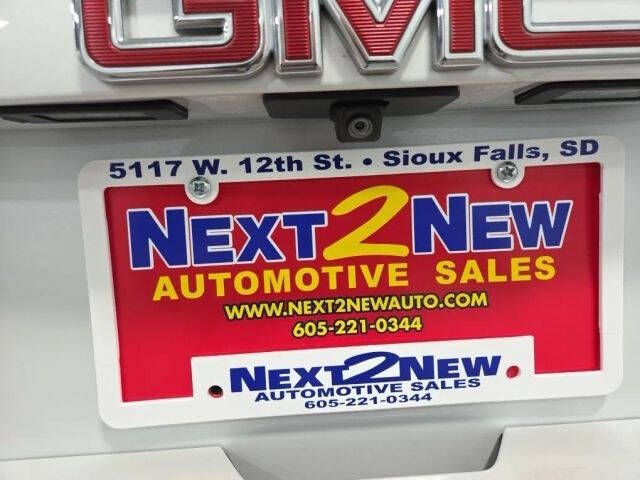 GMC
5117 W. 12th St. • Sioux Falls, SD
NEXT2NEW
AUTOMOTIVE SALES
WWW.NEXT2NEWAUTO.COM
605-221-0344
NEXT2NEW
AUTOMOTIVE SALES
605-221-0344